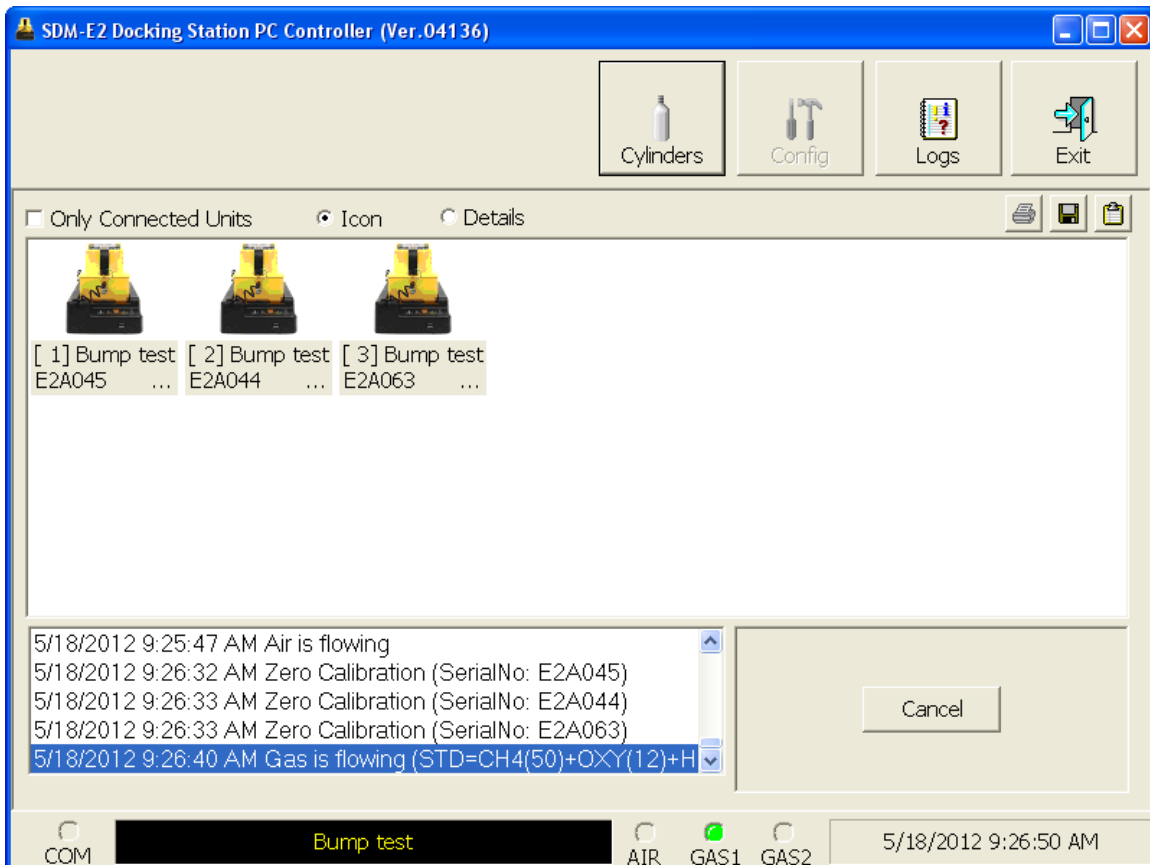 SDM-E2 Docking Station PC Controller (Ver.04136)
Cylinders
Config
Logs
Exit
Only Connected Units
Icon
Details
[ 1] Bump test
E2A045 ...
[ 2] Bump test
E2A044 ...
[ 3] Bump test
E2A063 ...
5/18/2012 9:25:47 AM Air is flowing
5/18/2012 9:26:32 AM Zero Calibration (SerialNo: E2A045)
5/18/2012 9:26:33 AM Zero Calibration (SerialNo: E2A044)
5/18/2012 9:26:33 AM Zero Calibration (SerialNo: E2A063)
5/18/2012 9:26:40 AM Gas is flowing (STD=CH4(50)+OXY(12)+H
Cancel
COM
Bump test
AIR
GAS1
GAS2
5/18/2012 9:26:50 AM